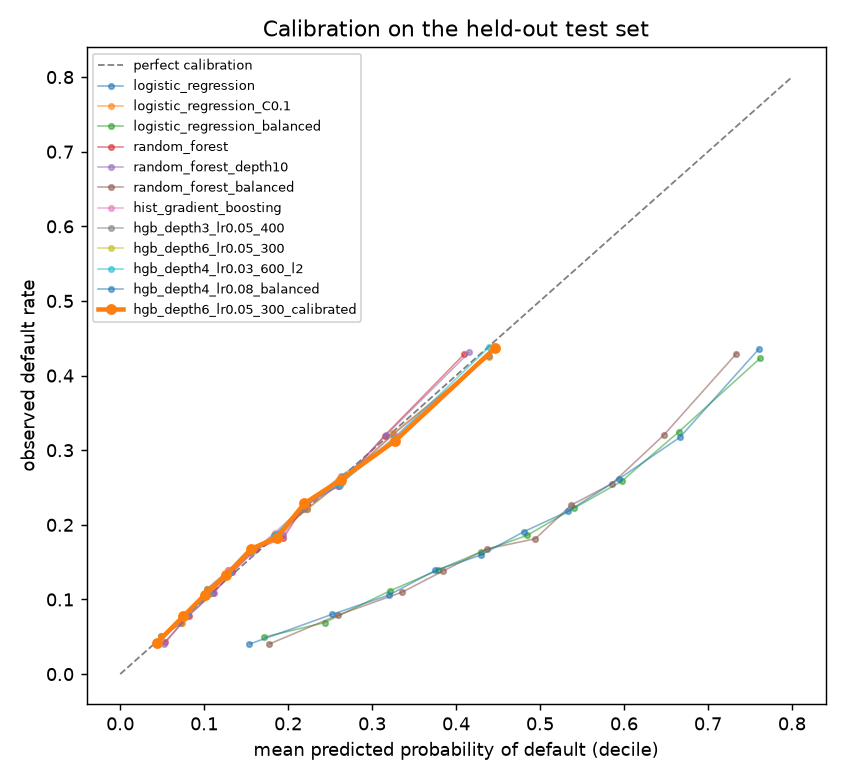 Calibration on the held-out test set
perfect calibration
logistic_regression
logistic_regression_C0.1
logistic_regression_balanced
random_forest
random_forest_depth10
random_forest_balanced
hist_gradient_boosting
hgb_depth3_lr0.05_400
hgb_depth6_lr0.05_300
hgb_depth4_lr0.03_600_l2
hgb_depth4_lr0.08_balanced
hgb_depth6_lr0.05_300_calibrated
observed default rate
0.8
0.7
0.6
0.5
0.4
0.3
0.2
0.1
0.0
0.0 0.1 0.2 0.3 0.4 0.5 0.6 0.7 0.8
mean predicted probability of default (decile)